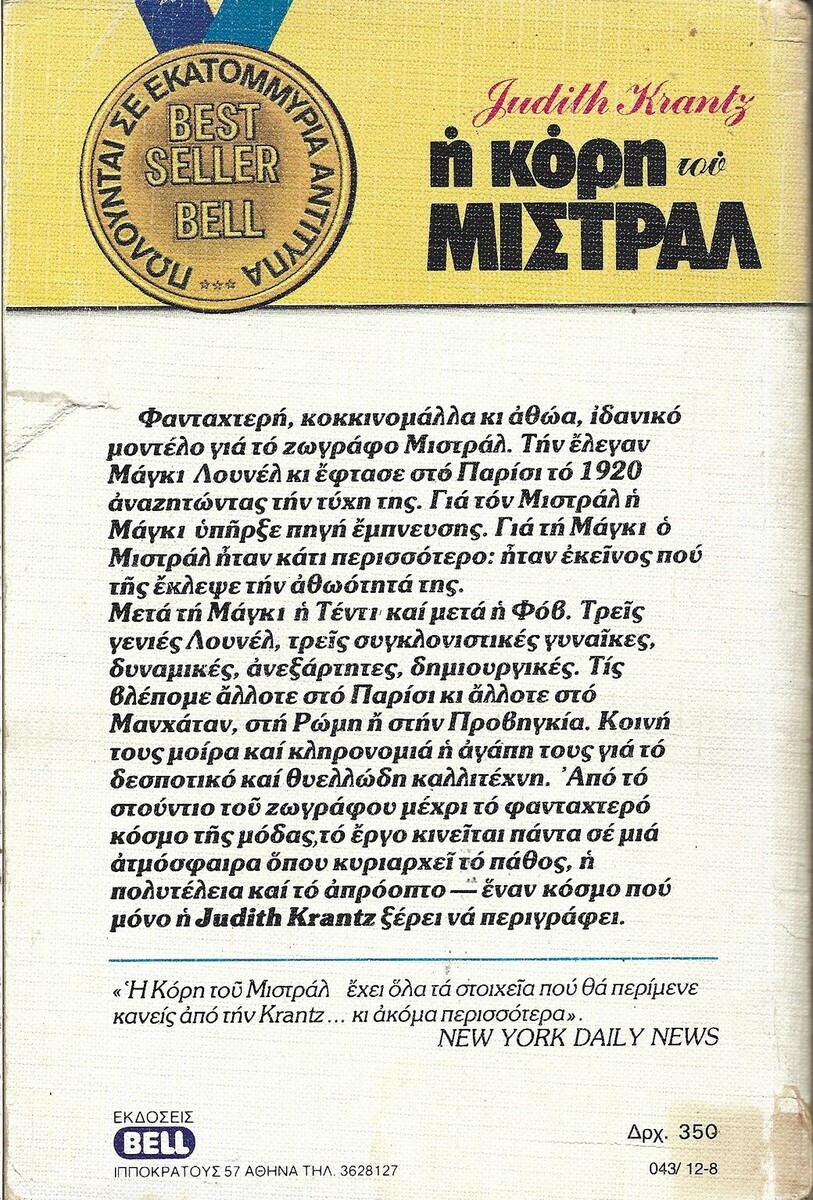 ΠΩΛΟΥΝΤΑΙ ΣΕ ΕΚΑΤΟΜΜΥΡΙΑ ΑΝΤΙΤΥΠΑ
BEST
SELLER
BELL
***
Judith Krantz
ἡ κόρη τοῦ
ΜΙΣΤΡΑΛ
Φανταχτερή, κοκκινομάλλα κι ἀθώα, ἰδανικό
μοντέλο γιά τό ζωγράφο Μιστράλ. Τήν ἔλεγαν
Μάγκι Λουνέλ κι ἔφτασε στό Παρίσι τό 1920
ἀναζητώντας τήν τύχη της. Γιά τόν Μιστράλ ἡ
Μάγκι ὑπῆρξε πηγή ἔμπνευσης. Γιά τή Μάγκι ὁ
Μιστράλ ἦταν κάτι περισσότερο: ἦταν ἐκεῖνος πού
τῆς ἔκλεψε τήν ἀθωότητά της.
Μετά τή Μάγκι ἡ Τέντι καί μετά ἡ Φόβ. Τρεῖς
γενιές Λουνέλ, τρεῖς συγκλονιστικές γυναῖκες,
δυναμικές, ἀνεξάρτητες, δημιουργικές. Τίς
βλέπομε ἄλλοτε στό Παρίσι κι ἄλλοτε στό
Μανχάταν, στή Ρώμη ἤ στήν Προβηγκία. Κοινή
τους μοίρα καί κληρονομιά ἡ ἀγάπη τους γιά τό
δεσποτικό καί θυελλώδη καλλιτέχνη. Ἀπό τό
στούντιο τοῦ ζωγράφου μέχρι τό φανταχτερό
κόσμο τῆς μόδας,τό ἔργο κινεῖται πάντα σέ μιά
ἀτμόσφαιρα ὅπου κυριαρχεῖ τό πάθος, ἡ
πολυτέλεια καί τό ἀπρόοπτο — ἕναν κόσμο πού
μόνο ἡ Judith Krantz ξέρει νά περιγράφει.
«Ἡ Κόρη τοῦ Μιστράλ ἔχει ὅλα τά στοιχεῖα πού θά περίμενε
κανείς ἀπό τήν Krantz... κι ἀκόμα περισσότερα».
NEW YORK DAILY NEWS
ΕΚΔΟΣΕΙΣ
BELL
ΙΠΠΟΚΡΑΤΟΥΣ 57 ΑΘΗΝΑ ΤΗΛ. 3628127
Δρχ. 350
043/ 12-8